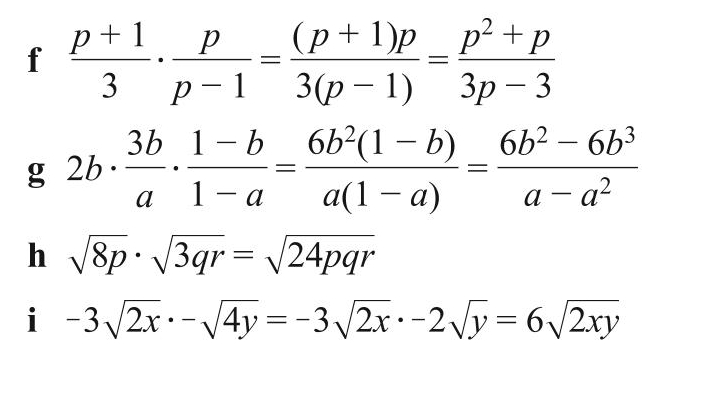 f (p + 1)/3 · p/(p − 1) = ((p + 1)p)/(3(p − 1)) = (p² + p)/(3p − 3)
g 2b · 3b/a · (1 − b)/(1 − a) = (6b²(1 − b))/(a(1 − a)) = (6b² − 6b³)/(a − a²)
h √(8p) · √(3qr) = √(24pqr)
i -3√(2x) · -√(4y) = -3√(2x) · -2√y = 6√(2xy)